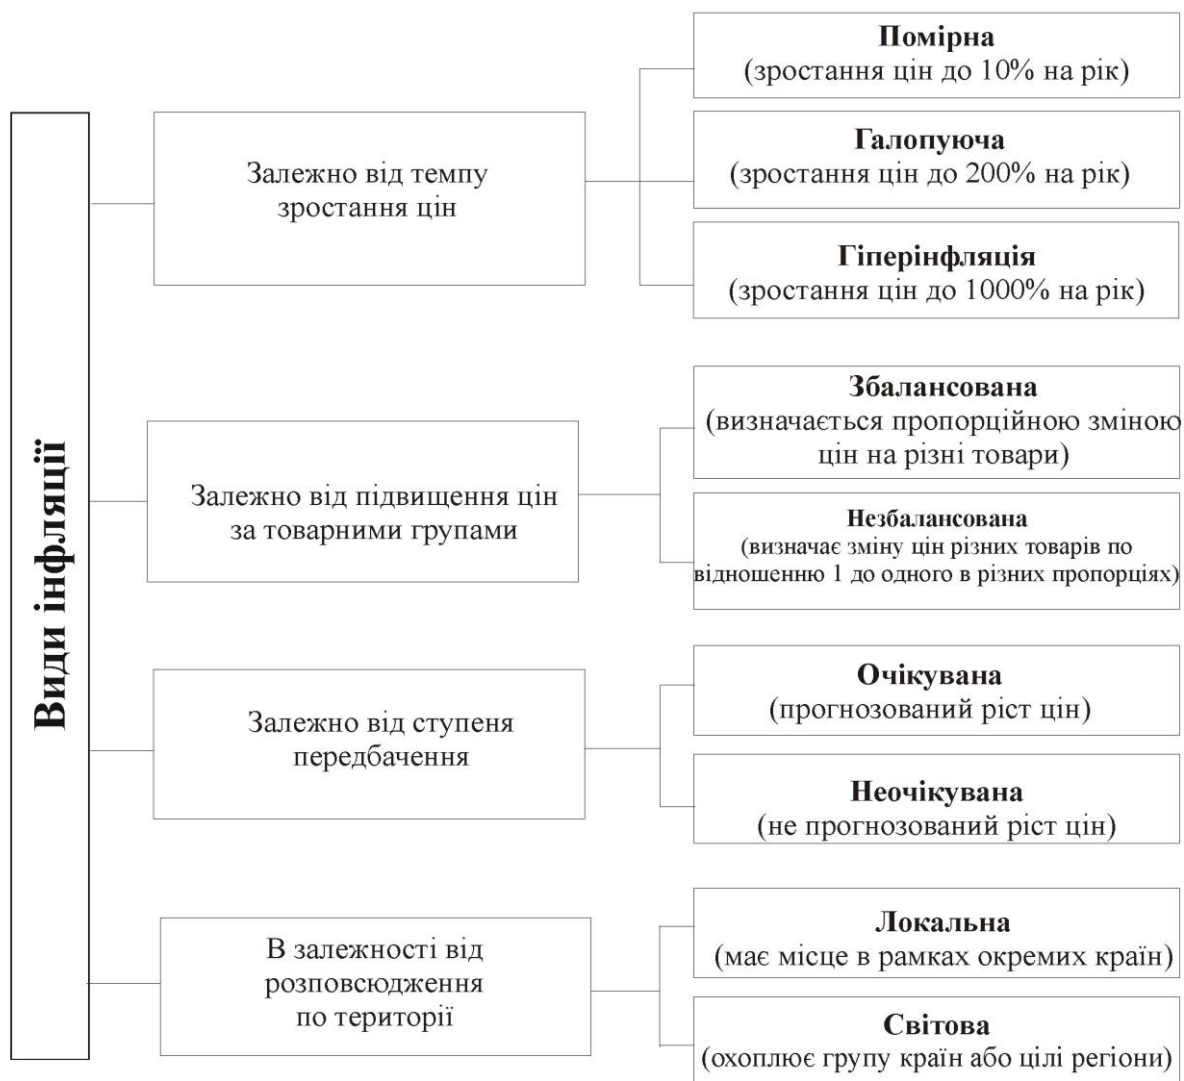 Види інфляції
Залежно від темпу
зростання цін
Помірна
(зростання цін до 10% на рік)
Галопуюча
(зростання цін до 200% на рік)
Гіперінфляція
(зростання цін до 1000% на рік)
Залежно від підвищення цін
за товарними групами
Збалансована
(визначається пропорційною зміною
цін на різні товари)
Незбалансована
(визначає зміну цін різних товарів по
відношенню 1 до одного в різних пропорціях)
Залежно від ступеня
передбачення
Очікувана
(прогнозований ріст цін)
Неочікувана
(не прогнозований ріст цін)
В залежності від
розповсюдження
по території
Локальна
(має місце в рамках окремих країн)
Світова
(охоплює групу країн або цілі регіони)